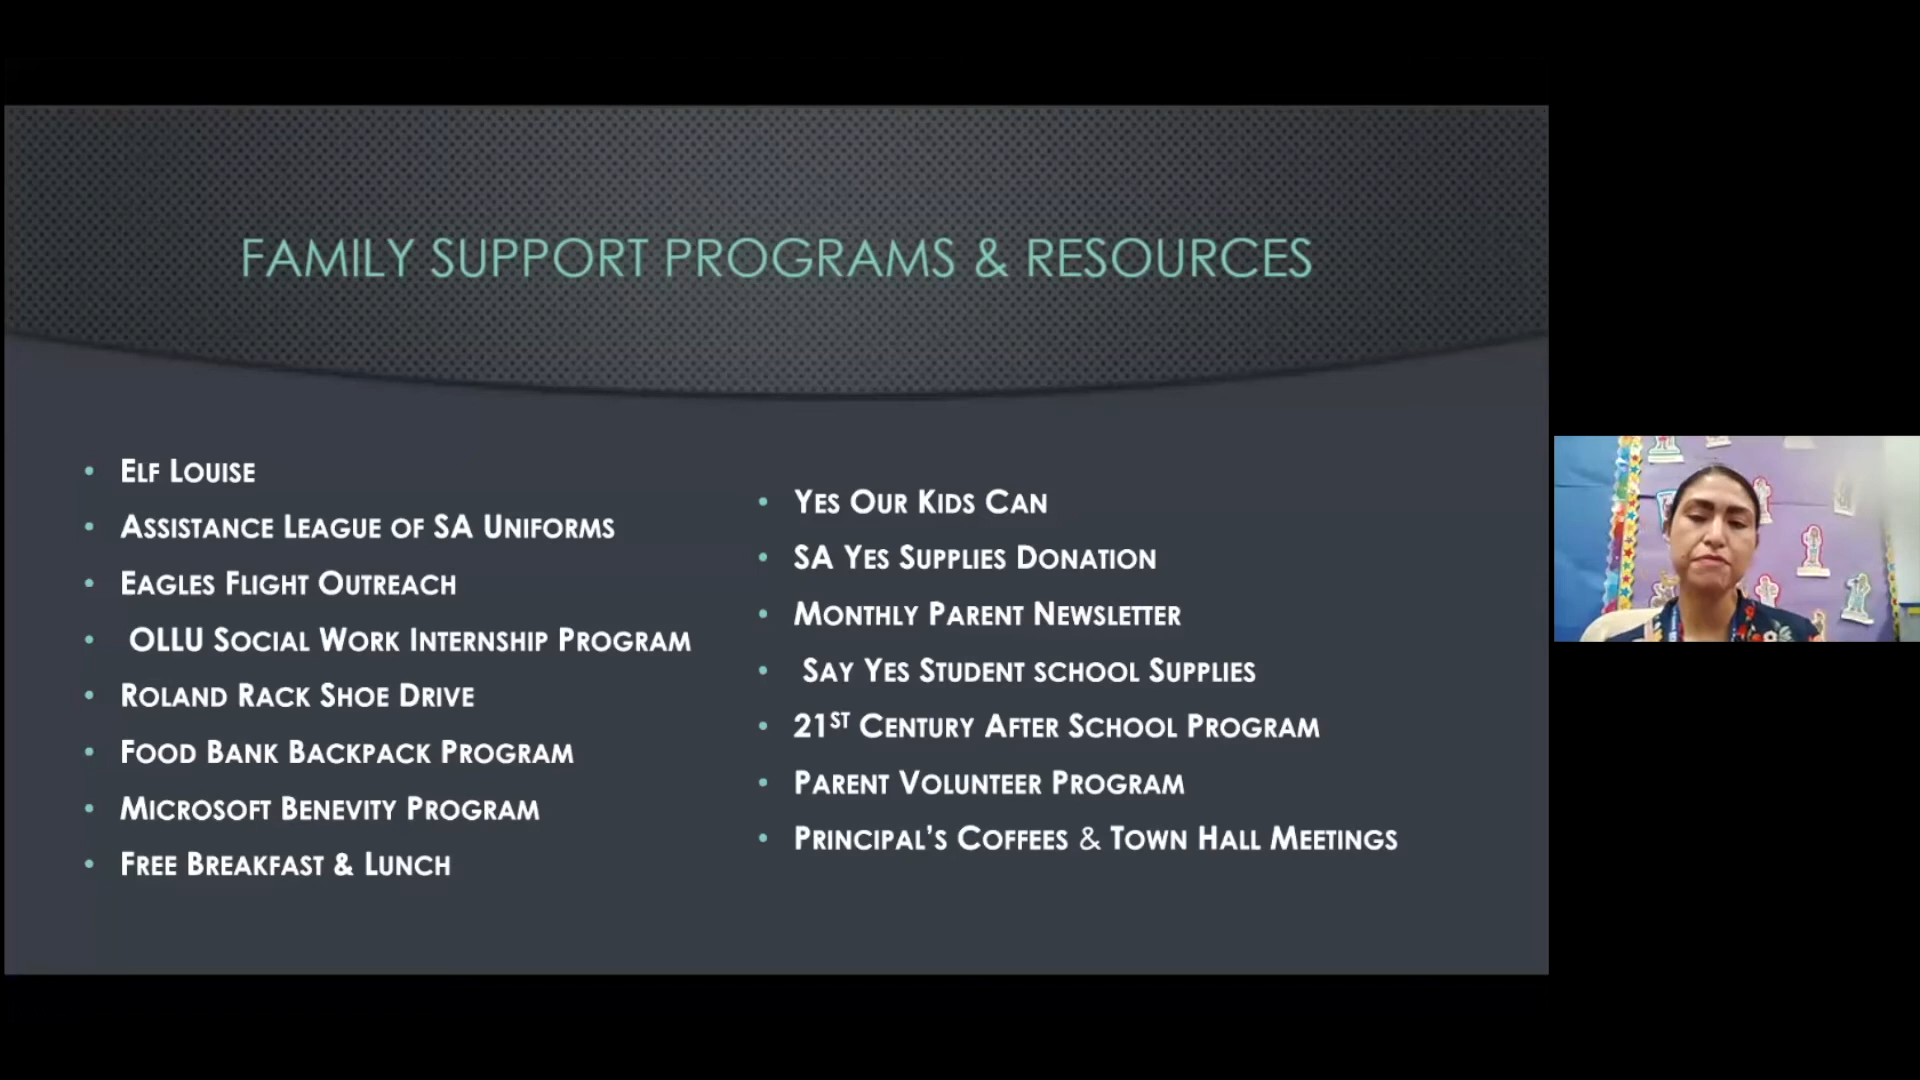 FAMILY SUPPORT PROGRAMS & RESOURCES
Elf Louise
Assistance League of SA Uniforms
Eagles Flight Outreach
OLLU Social Work Internship Program
Roland Rack Shoe Drive
Food Bank Backpack Program
Microsoft Benevity Program
Free Breakfast & Lunch
Yes Our Kids Can
SA Yes Supplies Donation
Monthly Parent Newsletter
Say Yes Student school Supplies
21st Century After School Program
Parent Volunteer Program
Principal’s Coffees & Town Hall Meetings